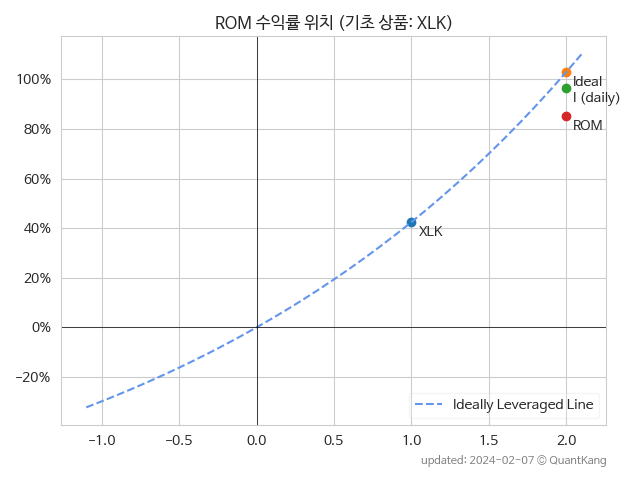 ROM 수익률 위치 (기초 상품: XLK)
100%
80%
60%
40%
20%
0%
−20%
Ideal
I (daily)
ROM
XLK
Ideally Leveraged Line
−1.0
−0.5
0.0
0.5
1.0
1.5
2.0
updated: 2024-02-07 © QuantKang